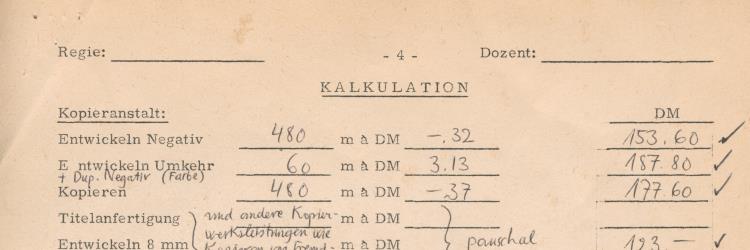 Regie: - 4 - Dozent:
KALKULATION
Kopieranstalt: DM
Entwickeln Negativ 480 m à DM -.32 153.60
Entwickeln Umkehr 60 m à DM 3.13 187.80
+ Dup. Negativ (Farbe)
Kopieren 480 m à DM -.37 177.60
Titelanfertigung und andere Kopier- m à DM
werksleistungen wie
Entwickeln 8 mm m à DM pauschal 123 —